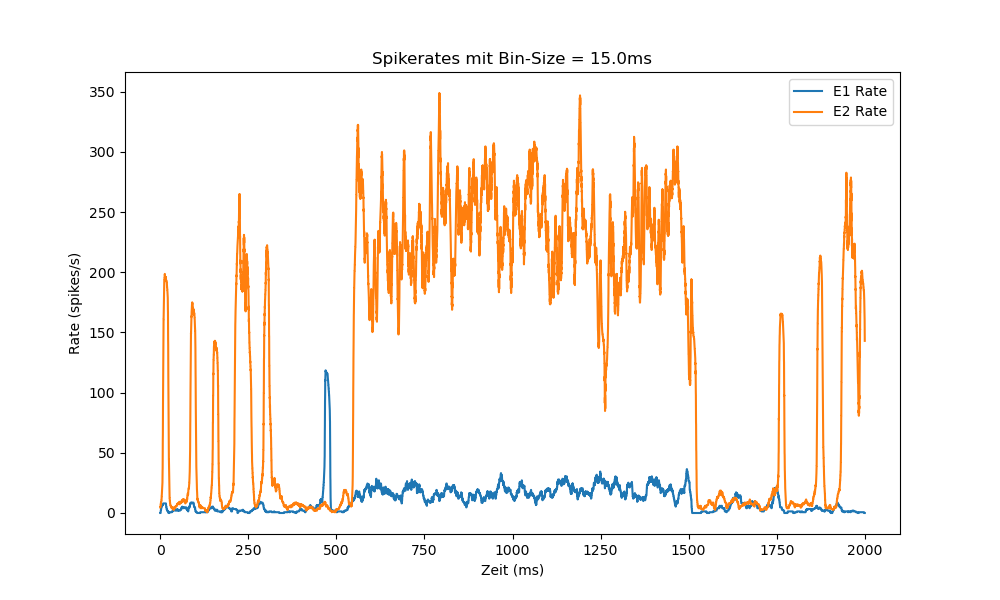 Spikerates mit Bin-Size = 15.0ms
E1 Rate
E2 Rate
Rate (spikes/s)
350
300
250
200
150
100
50
0
0 250 500 750 1000 1250 1500 1750 2000
Zeit (ms)